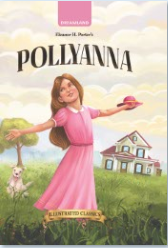 Eleanor H. Porter's
POLLYANNA
ILLUSTRATED CLASSICS